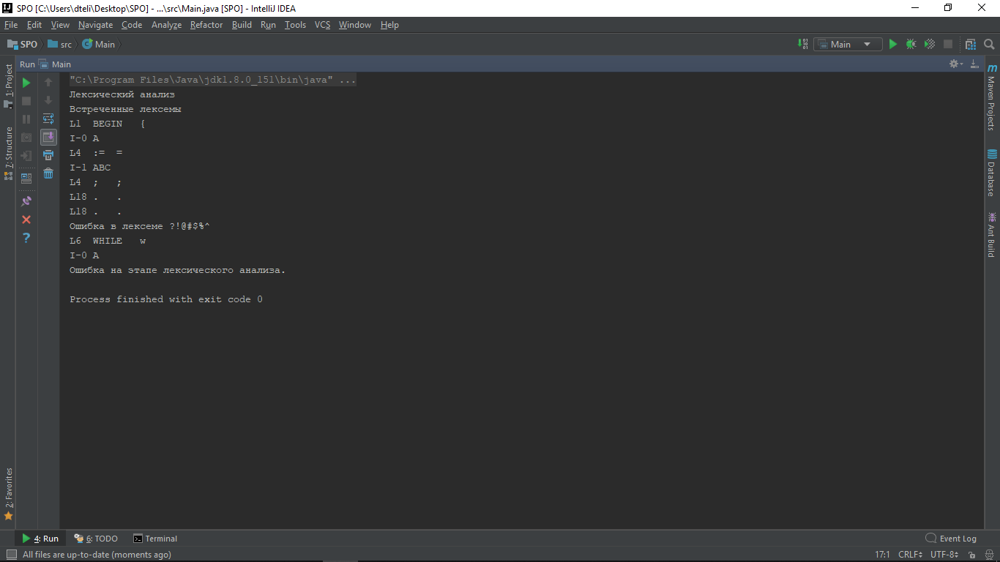 SPO [C:\Users\dteli\Desktop\SPO] - ...\src\Main.java [SPO] - IntelliJ IDEA
File Edit View Navigate Code Analyze Refactor Build Run Tools VCS Window Help
SPO src Main
Main
Run Main
"C:\Program Files\Java\jdk1.8.0_151\bin\java" ...
Лексический анализ
Встреченные лексемы
L1 BEGIN {
I-0 A
L4 := =
I-1 ABC
L4 ; ;
L18 . .
L18 . .
Ошибка в лексеме ?!@#$%^
L6 WHILE w
I-0 A
Ошибка на этапе лексического анализа.
Process finished with exit code 0
1: Project
7: Structure
2: Favorites
Maven Projects
Database
Ant Build
4: Run 6: TODO Terminal Event Log
All files are up-to-date (moments ago) 17:1 CRLF UTF-8